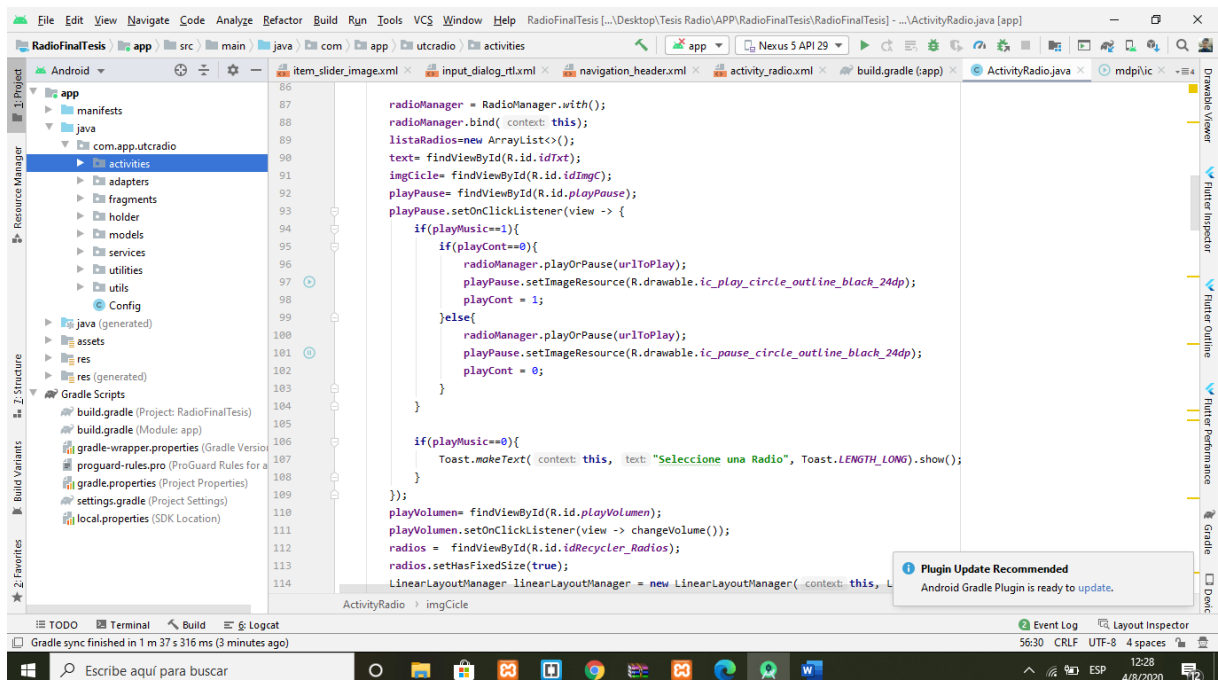 File Edit View Navigate Code Analyze Refactor Build Run Tools VCS Window Help RadioFinalTesis [...\Desktop\Tesis Radio\APP\RadioFinalTesis\RadioFinalTesis] - ...\ActivityRadio.java [app]
RadioFinalTesis app src main java com app utcradio activities
app Nexus 5 API 29
Android
item_slider_image.xml input_dialog_rtl.xml navigation_header.xml activity_radio.xml build.gradle (:app) ActivityRadio.java mdpi\ic 4
1: Project
Resource Manager
7: Structure
Build Variants
2: Favorites
app
manifests
java
com.app.utcradio
activities
adapters
fragments
holder
models
services
utilities
utils
Config
java (generated)
assets
res
res (generated)
Gradle Scripts
build.gradle (Project: RadioFinalTesis)
build.gradle (Module: app)
gradle-wrapper.properties (Gradle Versio
proguard-rules.pro (ProGuard Rules for a
gradle.properties (Project Properties)
settings.gradle (Project Settings)
local.properties (SDK Location)
86
87 radioManager = RadioManager.with();
88 radioManager.bind( context: this);
89 listaRadios=new ArrayList<>();
90 text= findViewById(R.id.idTxt);
91 imgCicle= findViewById(R.id.idImgC);
92 playPause= findViewById(R.id.playPause);
93 playPause.setOnClickListener(view -> {
94 if(playMusic==1){
95 if(playCont==0){
96 radioManager.playOrPause(urlToPlay);
97 playPause.setImageResource(R.drawable.ic_play_circle_outline_black_24dp);
98 playCont = 1;
99 }else{
100 radioManager.playOrPause(urlToPlay);
101 playPause.setImageResource(R.drawable.ic_pause_circle_outline_black_24dp);
102 playCont = 0;
103 }
104 }
105
106 if(playMusic==0){
107 Toast.makeText( context: this, text: "Seleccione una Radio", Toast.LENGTH_LONG).show();
108 }
109 });
110 playVolumen= findViewById(R.id.playVolumen);
111 playVolumen.setOnClickListener(view -> changeVolume());
112 radios = findViewById(R.id.idRecycler_Radios);
113 radios.setHasFixedSize(true);
114 LinearLayoutManager linearLayoutManager = new LinearLayoutManager( context: this, L
ActivityRadio imgCicle
Drawable Viewer
Flutter Inspector
Flutter Outline
Flutter Performance
Gradle
Devic
Plugin Update Recommended
Android Gradle Plugin is ready to update.
TODO Terminal Build 6: Logcat
2 Event Log Layout Inspector
Gradle sync finished in 1 m 37 s 316 ms (3 minutes ago)
56:30 CRLF UTF-8 4 spaces
Escribe aquí para buscar
ESP
12:28
4/8/2020
12